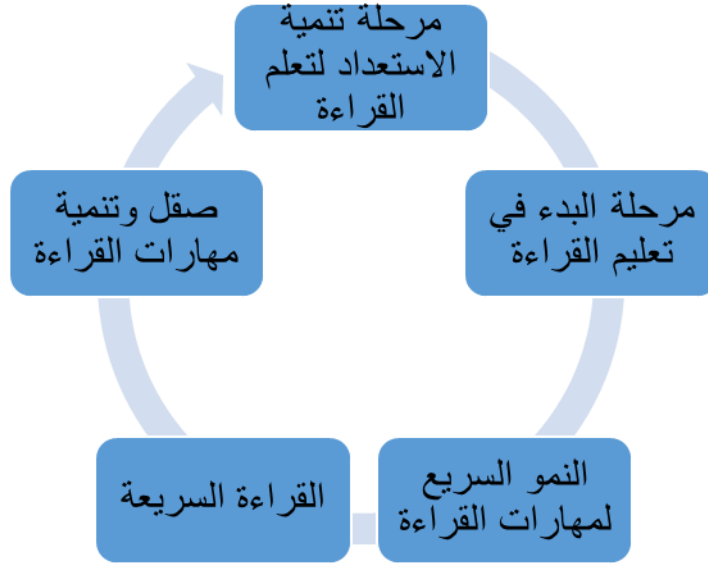 مرحلة تنمية
الاستعداد لتعلم
القراءة
مرحلة البدء في
تعليم القراءة
النمو السريع
لمهارات القراءة
القراءة السريعة
صقل وتنمية
مهارات القراءة